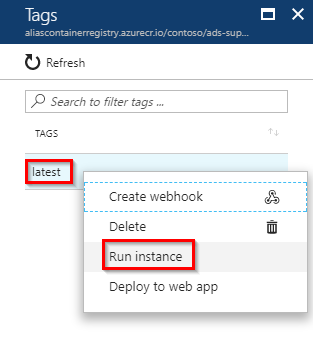 Tags
aliascontainerregistry.azurecr.io/contoso/ads-sup...
Refresh
Search to filter tags ...
TAGS
latest
Create webhook
Delete
Run instance
Deploy to web app